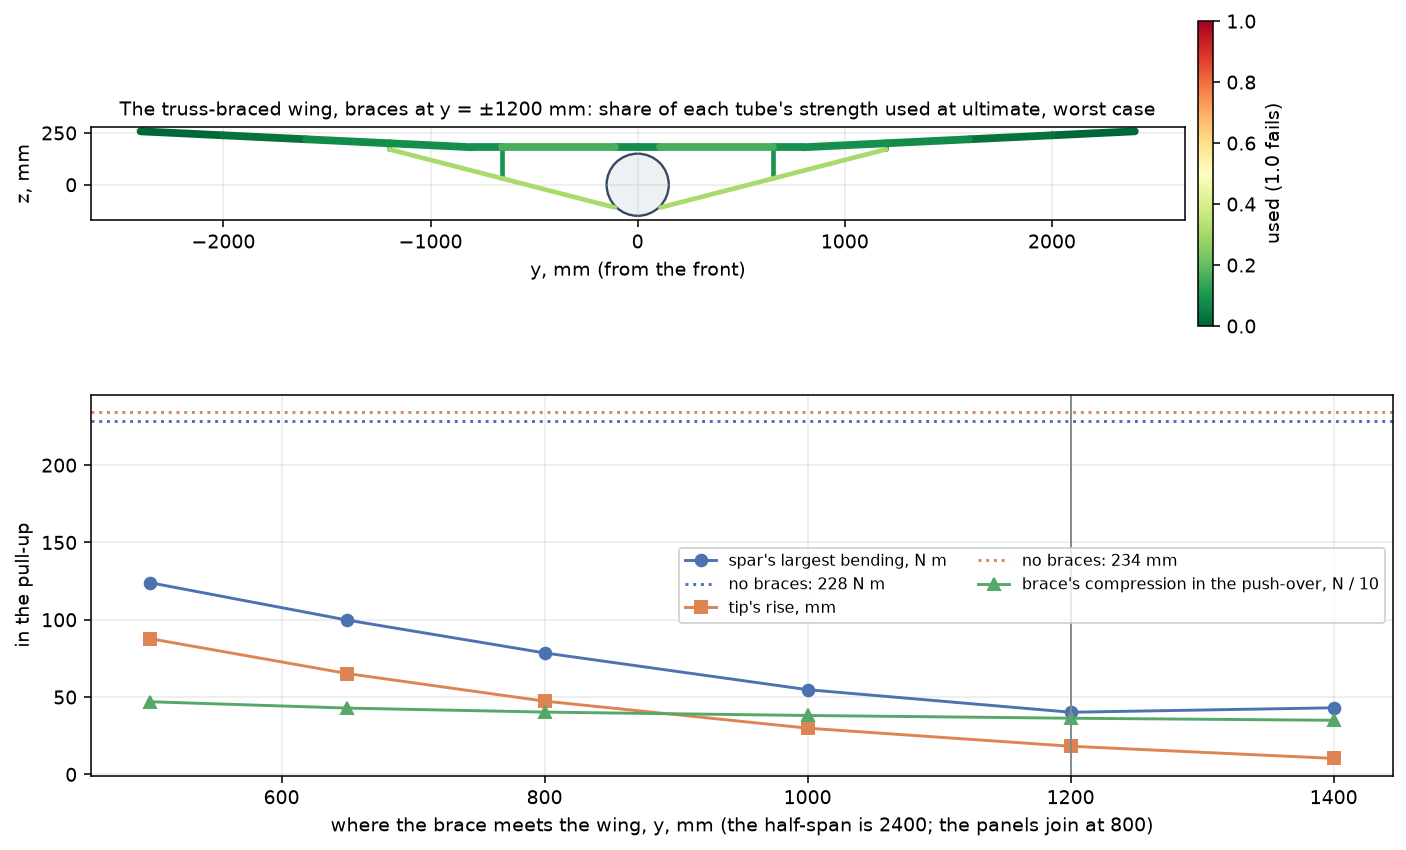 The truss-braced wing, braces at y = ±1200 mm: share of each tube's strength used at ultimate, worst case
250
0
z, mm
−2000
−1000
0
1000
2000
y, mm (from the front)
1.0
0.8
0.6
0.4
0.2
0.0
used (1.0 fails)
200
150
100
50
0
in the pull-up
spar's largest bending, N m
no braces: 228 N m
tip's rise, mm
no braces: 234 mm
brace's compression in the push-over, N / 10
600
800
1000
1200
1400
where the brace meets the wing, y, mm (the half-span is 2400; the panels join at 800)